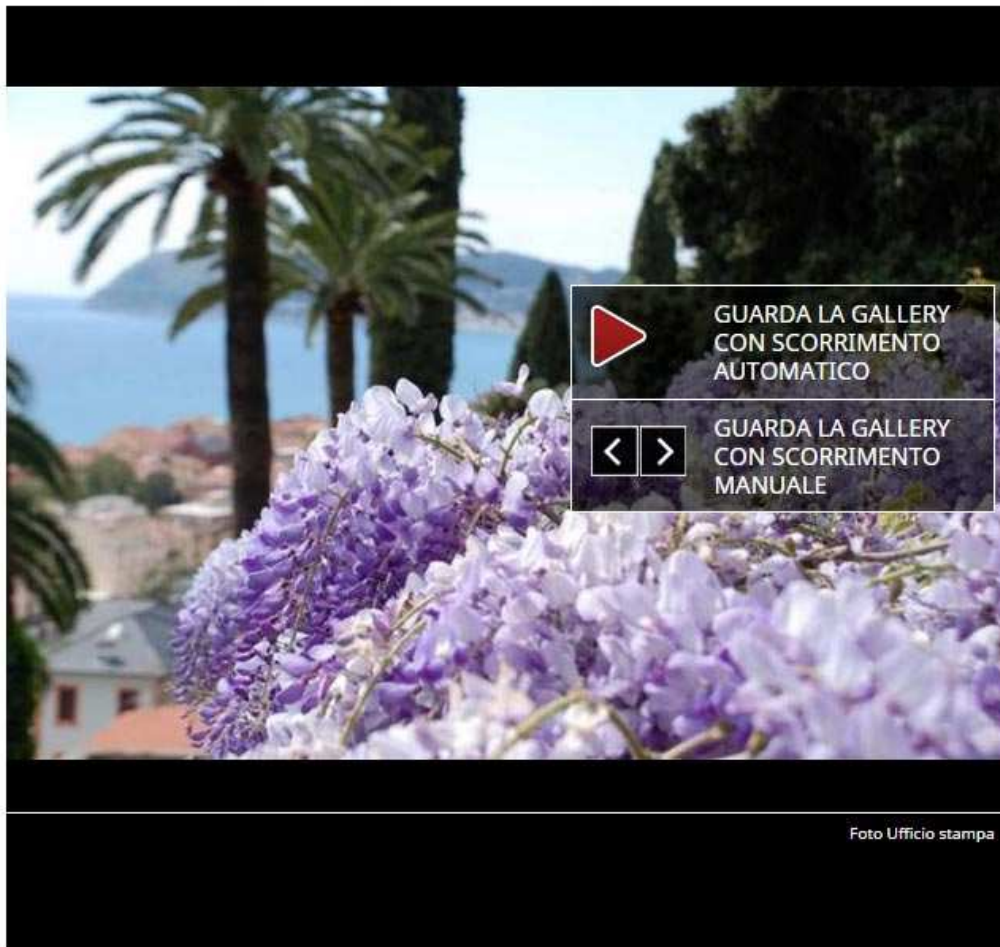 GUARDA LA GALLERY
CON SCORRIMENTO
AUTOMATICO
GUARDA LA GALLERY
CON SCORRIMENTO
MANUALE
Foto Ufficio stampa